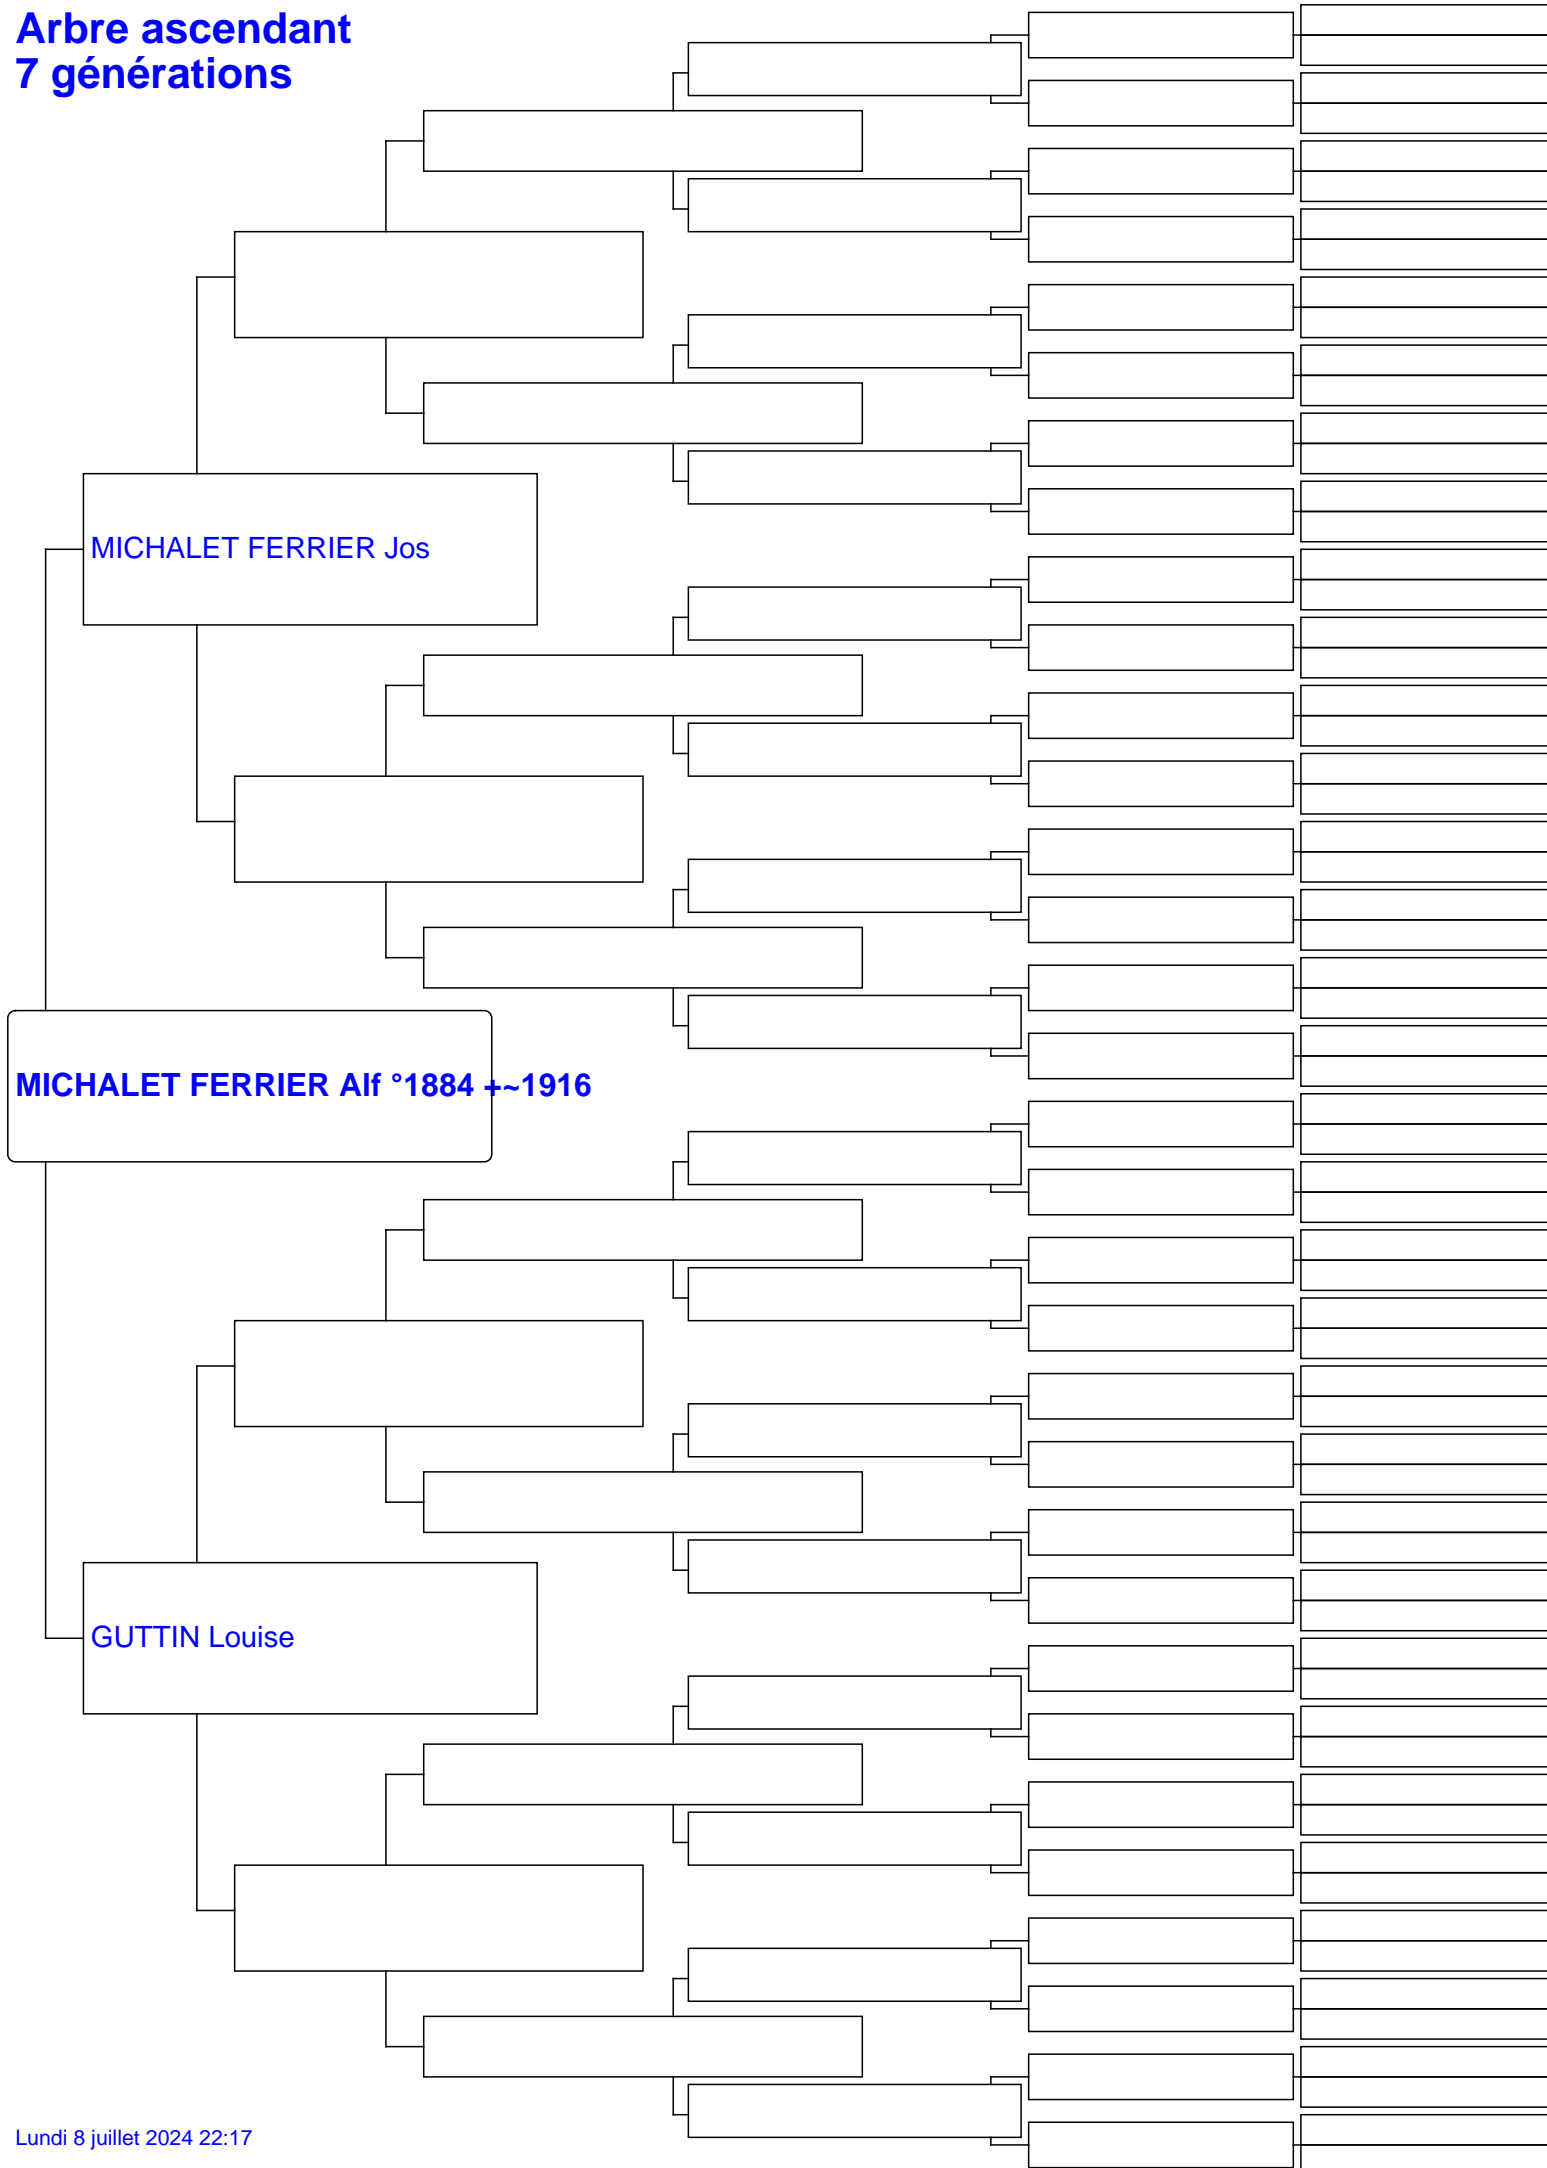 Arbre ascendant
7 générations
MICHALET FERRIER Jos
MICHALET FERRIER Alf °1884 +~1916
GUTTIN Louise
Lundi 8 juillet 2024 22:17